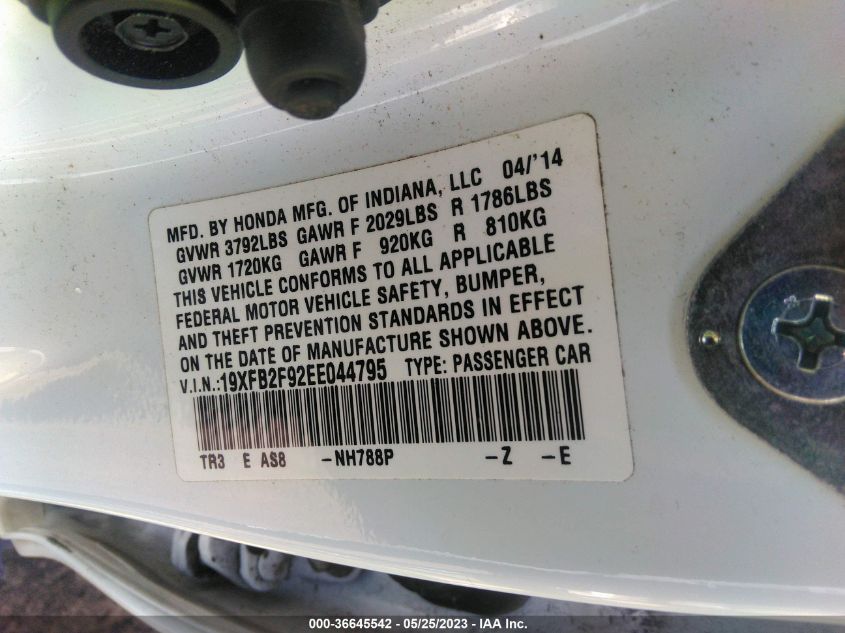 MFD. BY HONDA MFG. OF INDIANA, LLC 04/'14
GVWR 3792LBS GAWR F 2029LBS R 1786LBS
GVWR 1720KG GAWR F 920KG R 810KG
THIS VEHICLE CONFORMS TO ALL APPLICABLE
FEDERAL MOTOR VEHICLE SAFETY, BUMPER,
AND THEFT PREVENTION STANDARDS IN EFFECT
ON THE DATE OF MANUFACTURE SHOWN ABOVE.
V.I.N.:19XFB2F92EE044795 TYPE: PASSENGER CAR
TR3 E AS8 -NH788P -Z -E
000-36645542 - 05/25/2023 - IAA Inc.